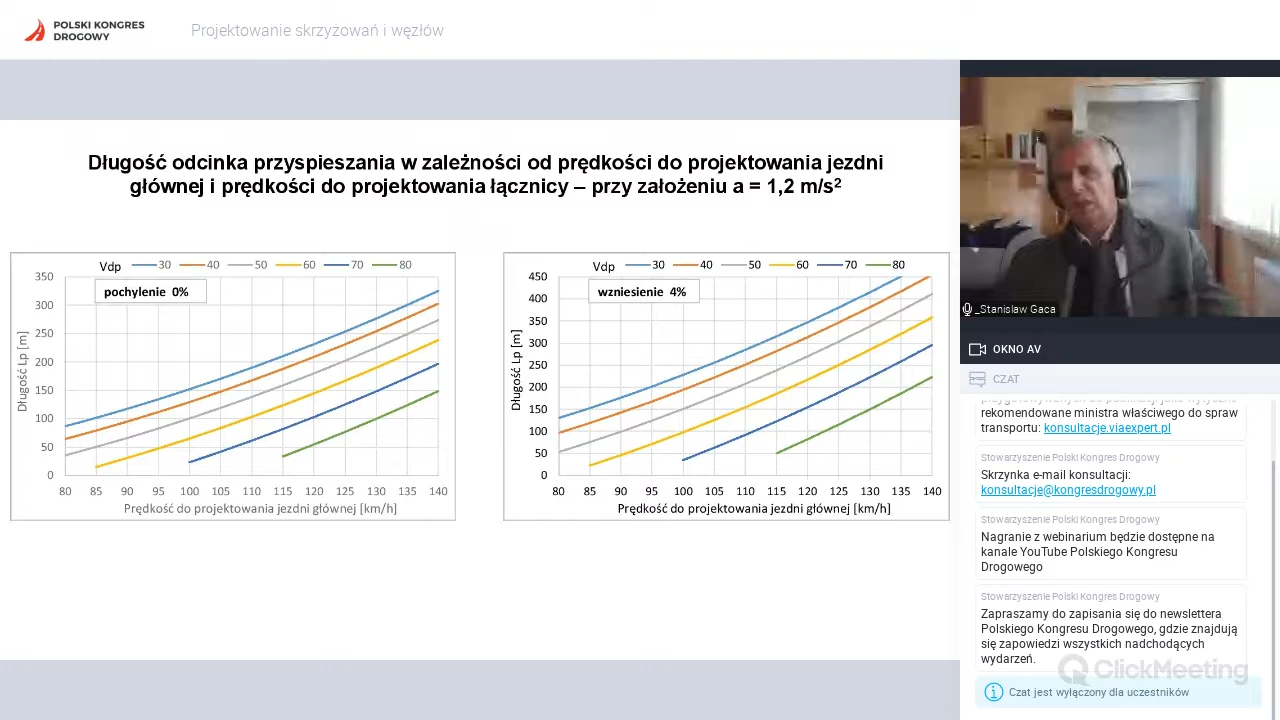 POLSKI KONGRES
DROGOWY
Projektowanie skrzyżowań i węzłów
Długość odcinka przyspieszania w zależności od prędkości do projektowania jezdni
głównej i prędkości do projektowania łącznicy – przy założeniu a = 1,2 m/s²
Vdp 30 40 50 60 70 80
pochylenie 0%
350
300
250
200
150
100
50
0
Długość Lp [m]
80 85 90 95 100 105 110 115 120 125 130 135 140
Prędkość do projektowania jezdni głównej [km/h]
Vdp 30 40 50 60 70 80
wzniesienie 4%
450
400
350
300
250
200
150
100
50
0
Długość Lp [m]
80 85 90 95 100 105 110 115 120 125 130 135 140
Prędkość do projektowania jezdni głównej [km/h]
_Stanislaw Gaca
OKNO AV
CZAT
rekomendowane ministra właściwego do spraw
transportu: konsultacje.viaexpert.pl
Stowarzyszenie Polski Kongres Drogowy
Skrzynka e-mail konsultacji:
konsultacje@kongresdrogowy.pl
Stowarzyszenie Polski Kongres Drogowy
Nagranie z webinarium będzie dostępne na
kanale YouTube Polskiego Kongresu
Drogowego
Stowarzyszenie Polski Kongres Drogowy
Zapraszamy do zapisania się do newslettera
Polskiego Kongresu Drogowego, gdzie znajdują
się zapowiedzi wszystkich nadchodzących
wydarzeń.
ClickMeeting
Czat jest wyłączony dla uczestników